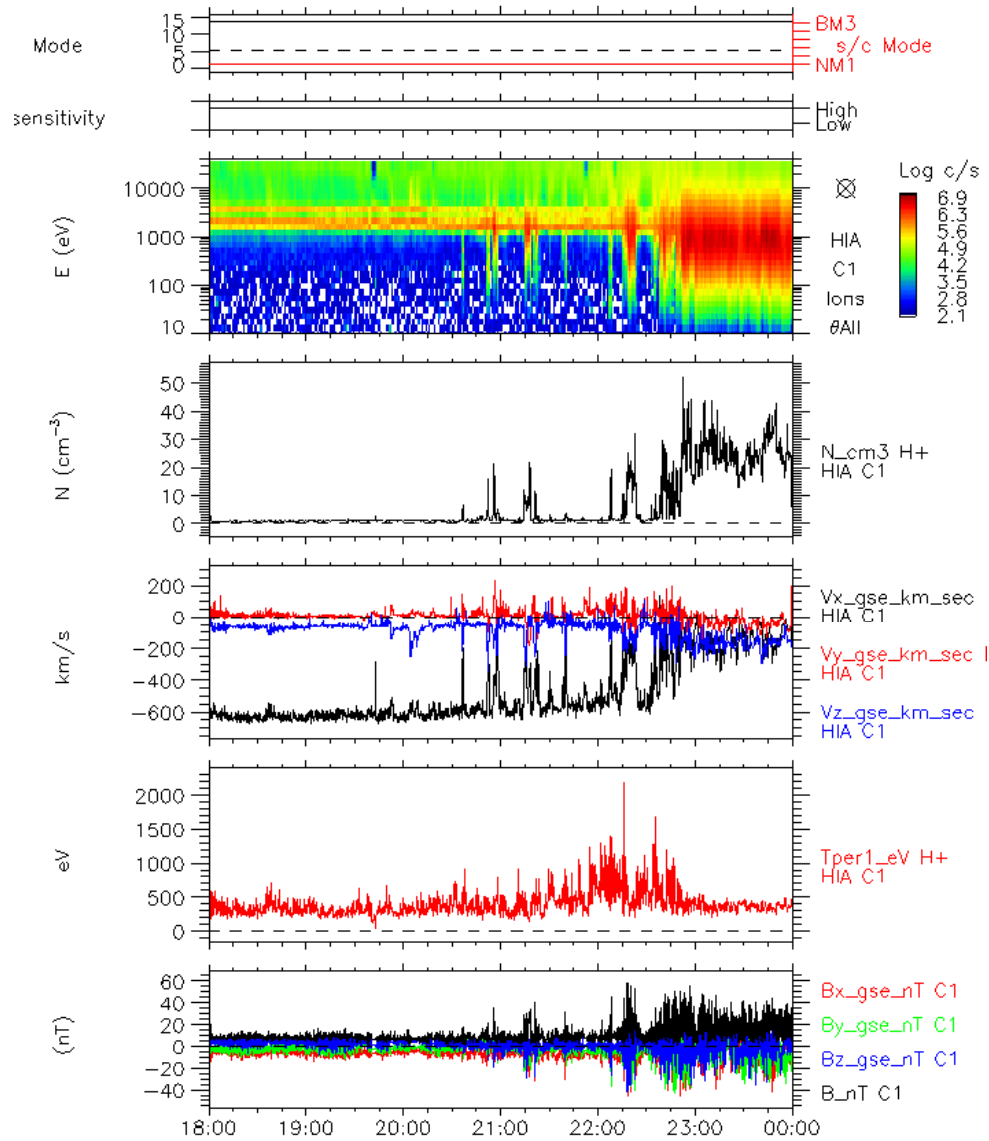 15
10
5
0
Mode
BM3
s/c Mode
NM1
sensitivity
High
Low
10000
1000
100
10
E (eV)
HIA
C1
Ions
θAll
Log c/s
6.9
6.3
5.6
4.9
4.2
3.5
2.8
2.1
50
40
30
20
10
0
N (cm⁻³)
N_cm3 H+
HIA C1
200
0
−200
−400
−600
km/s
Vx_gse_km_sec
HIA C1
Vy_gse_km_sec I
HIA C1
Vz_gse_km_sec
HIA C1
2000
1500
1000
500
0
eV
Tper1_eV H+
HIA C1
60
40
20
0
−20
−40
(nT)
Bx_gse_nT C1
By_gse_nT C1
Bz_gse_nT C1
B_nT C1
18:00 19:00 20:00 21:00 22:00 23:00 00:00